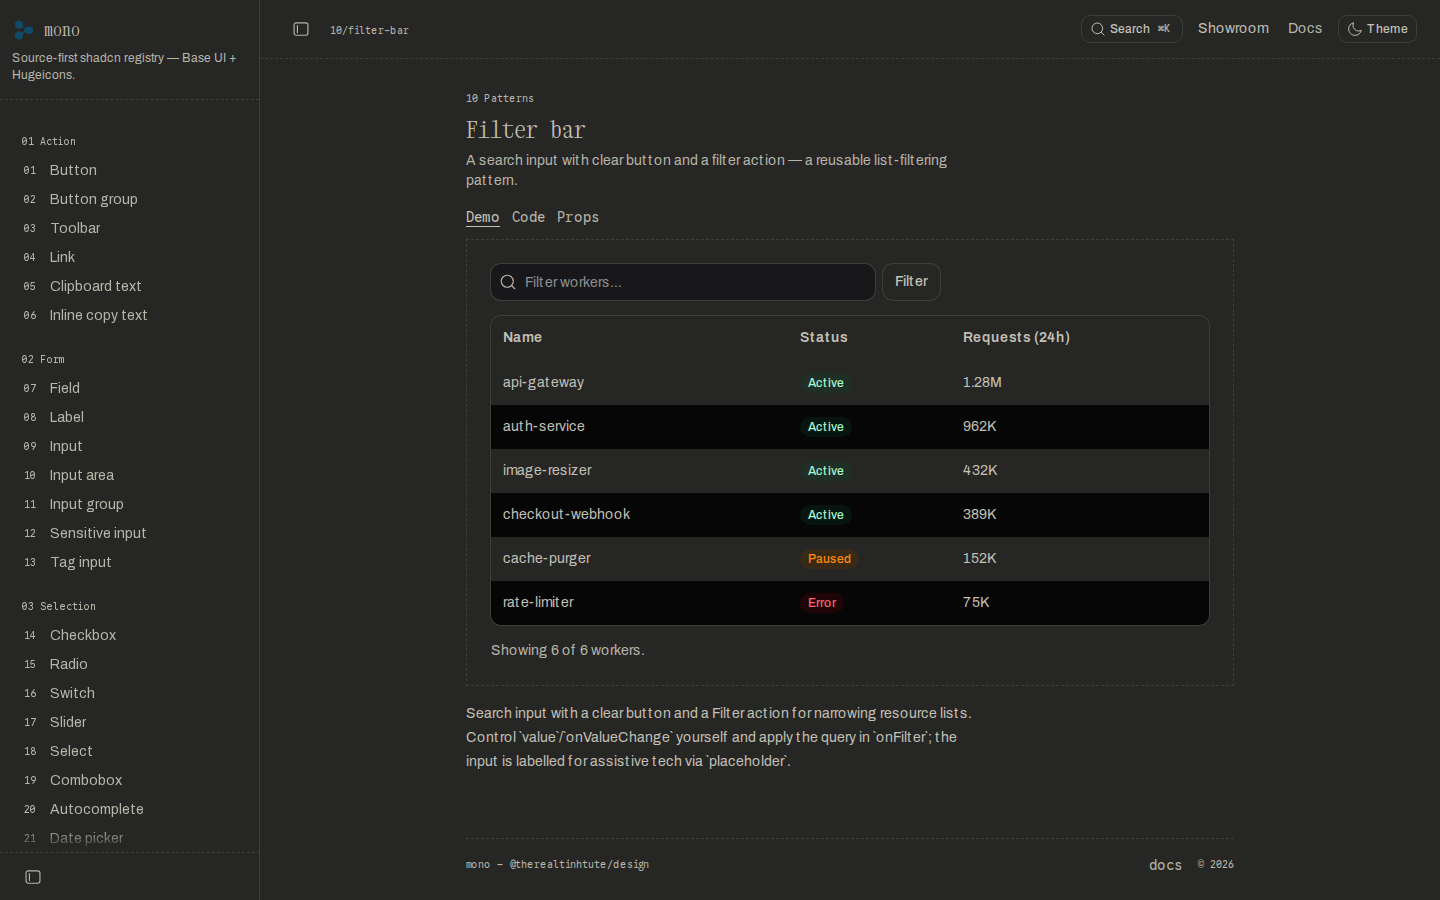 mono
Source-first shadcn registry — Base UI +
Hugeicons.
01 Action
01 Button
02 Button group
03 Toolbar
04 Link
05 Clipboard text
06 Inline copy text
02 Form
07 Field
08 Label
09 Input
10 Input area
11 Input group
12 Sensitive input
13 Tag input
03 Selection
14 Checkbox
15 Radio
16 Switch
17 Slider
18 Select
19 Combobox
20 Autocomplete
21 Date picker
10/filter-bar
Search ⌘K
Showroom
Docs
Theme
10 Patterns
Filter bar
A search input with clear button and a filter action — a reusable list-filtering
pattern.
Demo Code Props
Filter workers...
Filter
Name Status Requests (24h)
api-gateway Active 1.28M
auth-service Active 962K
image-resizer Active 432K
checkout-webhook Active 389K
cache-purger Paused 152K
rate-limiter Error 75K
Showing 6 of 6 workers.
Search input with a clear button and a Filter action for narrowing resource lists.
Control `value`/`onValueChange` yourself and apply the query in `onFilter`; the
input is labelled for assistive tech via `placeholder`.
mono — @therealtinhtute/design
docs
© 2026